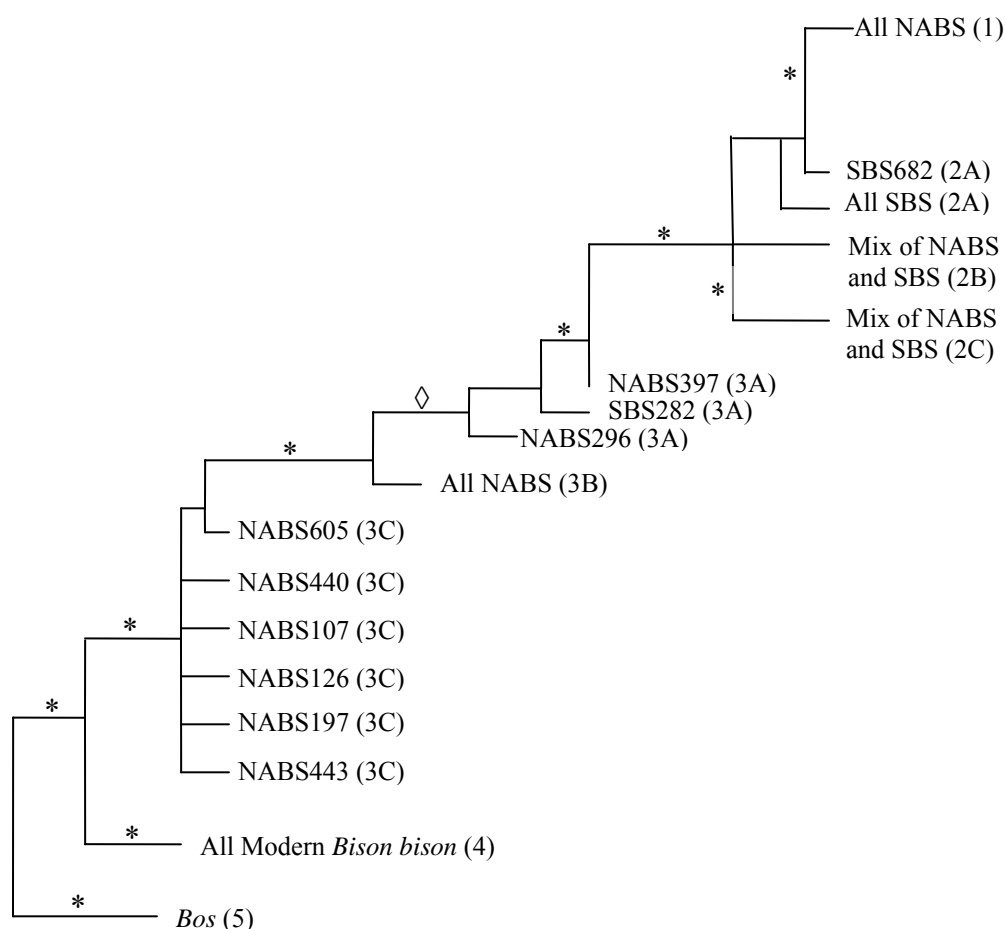 All NABS (1)
*
SBS682 (2A)
All SBS (2A)
*
Mix of NABS
and SBS (2B)
*
Mix of NABS
and SBS (2C)
*
NABS397 (3A)
◊
SBS282 (3A)
NABS296 (3A)
*
All NABS (3B)
NABS605 (3C)
NABS440 (3C)
*
NABS107 (3C)
NABS126 (3C)
*
NABS197 (3C)
NABS443 (3C)
*
All Modern Bison bison (4)
*
Bos (5)